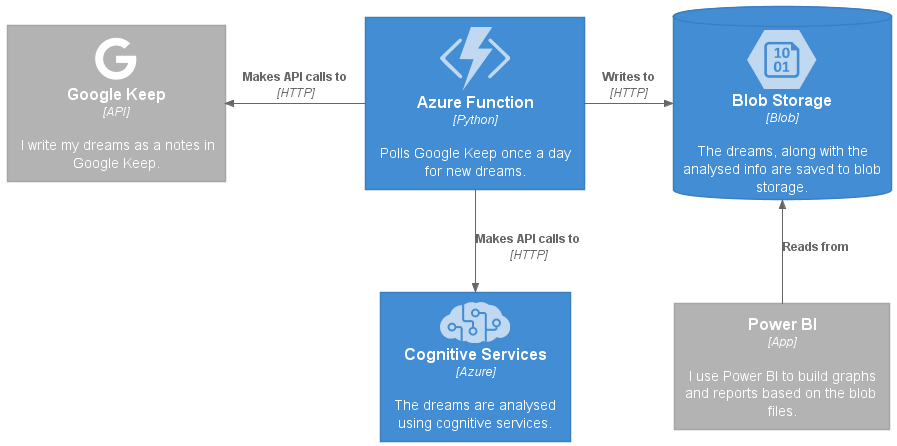 Google Keep
[API]
I write my dreams as a notes in
Google Keep.
Makes API calls to
[HTTP]
Azure Function
[Python]
Polls Google Keep once a day
for new dreams.
Writes to
[HTTP]
10
01
Blob Storage
[Blob]
The dreams, along with the
analysed info are saved to blob
storage.
Makes API calls to
[HTTP]
Reads from
Cognitive Services
[Azure]
The dreams are analysed
using cognitive services.
Power BI
[App]
I use Power BI to build graphs
and reports based on the blob
files.